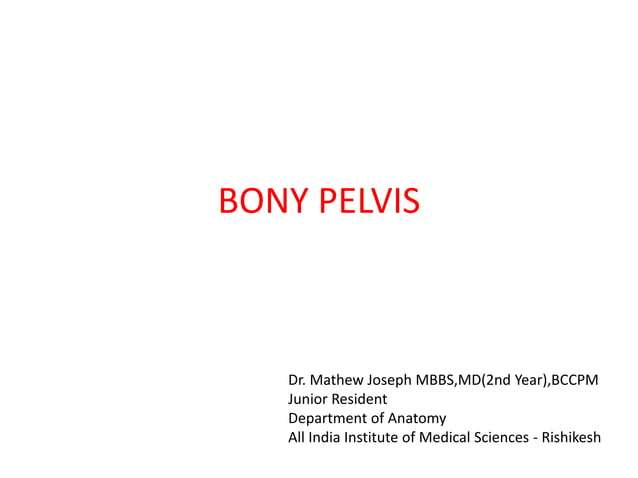 BONY PELVIS
Dr. Mathew Joseph MBBS,MD(2nd Year),BCCPM
Junior Resident
Department of Anatomy
All India Institute of Medical Sciences - Rishikesh